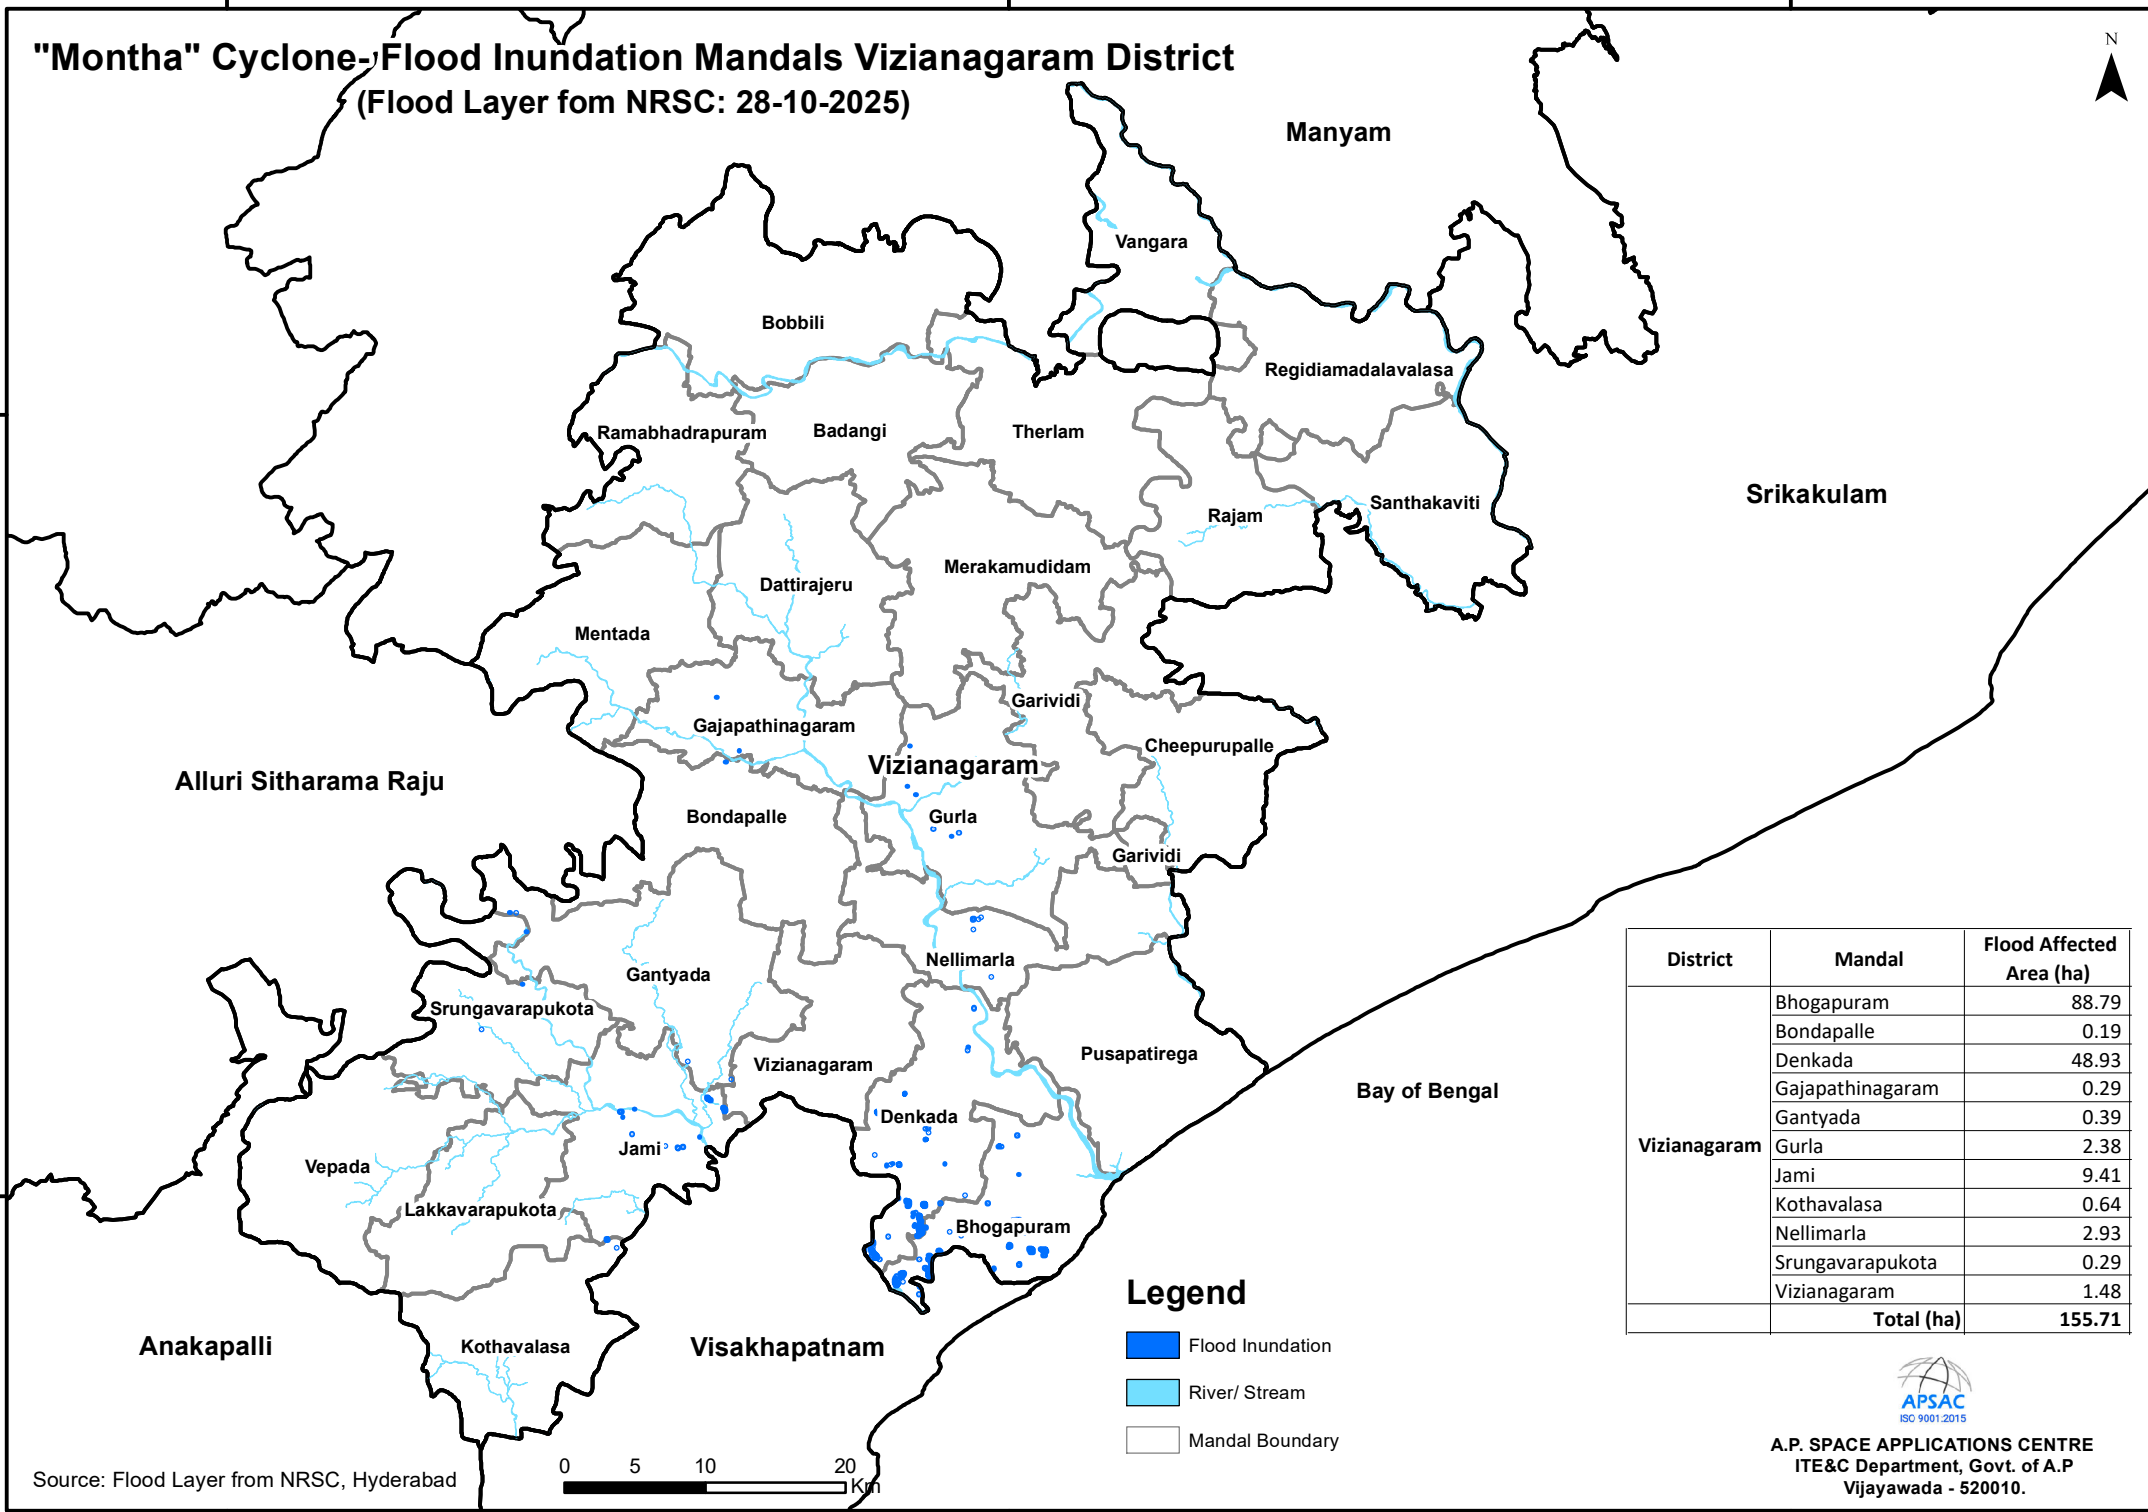 "Montha" Cyclone- Flood Inundation Mandals Vizianagaram District
(Flood Layer fom NRSC: 28-10-2025)
N
Manyam
Vangara
Bobbili
Regidiamadalavalasa
Ramabhadrapuram
Badangi
Therlam
Srikakulam
Santhakaviti
Rajam
Merakamudidam
Dattirajeru
Mentada
Garividi
Gajapathinagaram
Cheepurupalle
Vizianagaram
Alluri Sitharama Raju
Bondapalle
Gurla
Garividi
Nellimarla
Gantyada
Srungavarapukota
Pusapatirega
Vizianagaram
Bay of Bengal
Denkada
Jami
Vepada
Lakkavarapukota
Bhogapuram
Anakapalli
Kothavalasa
Visakhapatnam
District Mandal Flood Affected Area (ha)
Vizianagaram
Bhogapuram 88.79
Bondapalle 0.19
Denkada 48.93
Gajapathinagaram 0.29
Gantyada 0.39
Gurla 2.38
Jami 9.41
Kothavalasa 0.64
Nellimarla 2.93
Srungavarapukota 0.29
Vizianagaram 1.48
Total (ha) 155.71
Legend
Flood Inundation
River/ Stream
Mandal Boundary
0 5 10 20
Km
Source: Flood Layer from NRSC, Hyderabad
APSAC
ISO 9001:2015
A.P. SPACE APPLICATIONS CENTRE
ITE&C Department, Govt. of A.P
Vijayawada - 520010.